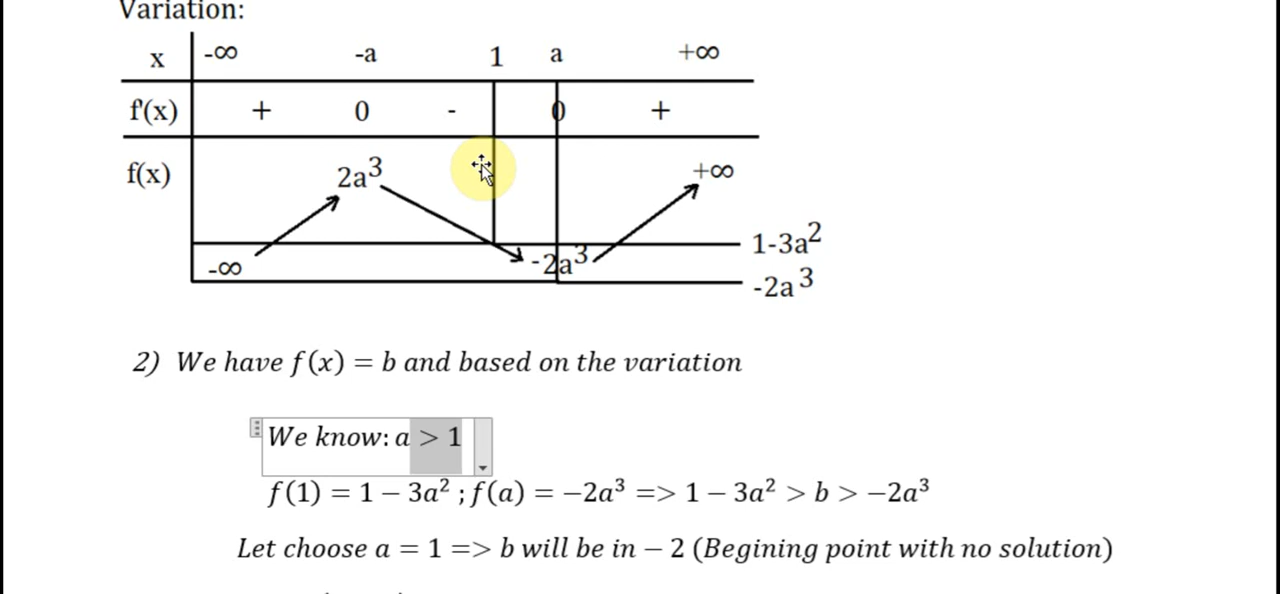 Variation:
x -∞ -a 1 a +∞
f'(x) + 0 - 0 +
f(x) 2a³ +∞
1-3a²
-∞ -2a³
-2a³
2) We have f(x) = b and based on the variation
We know: a > 1
f(1) = 1 − 3a² ; f(a) = −2a³ => 1 − 3a² > b > −2a³
Let choose a = 1 => b will be in − 2 (Begining point with no solution)